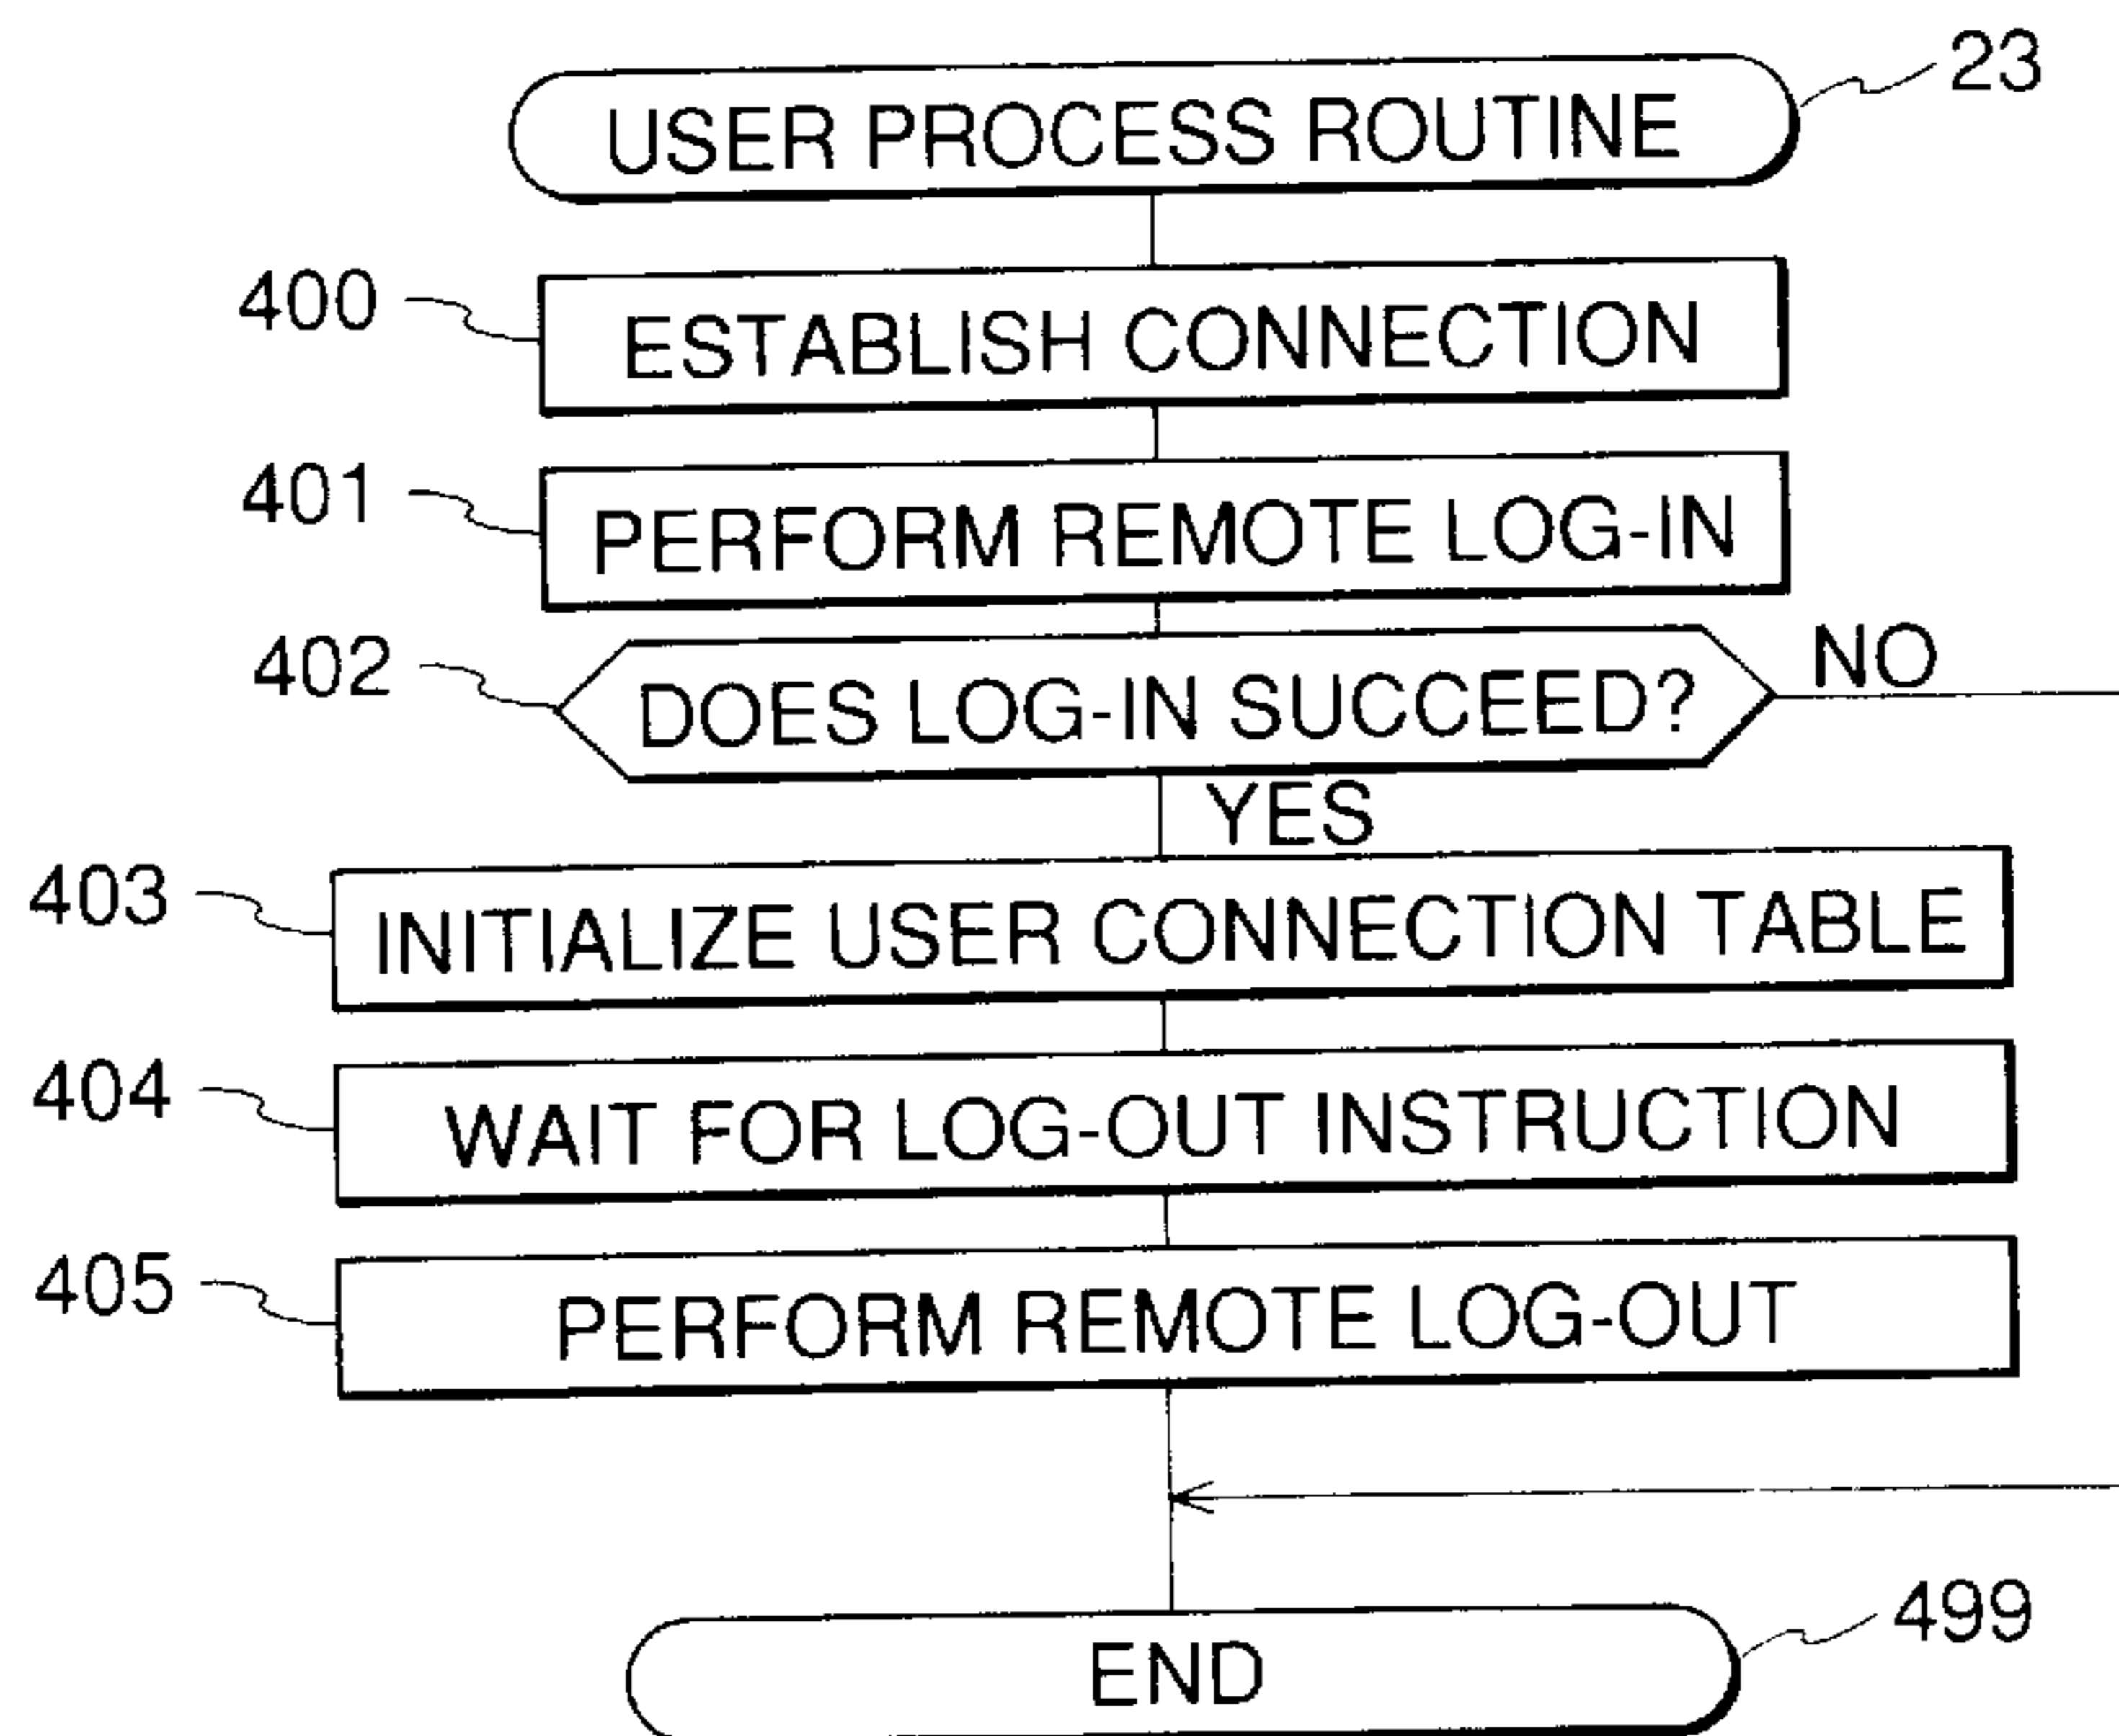 USER PROCESS ROUTINE
23
400
ESTABLISH CONNECTION
401
PERFORM REMOTE LOG-IN
402
DOES LOG-IN SUCCEED?
NO
YES
403
INITIALIZE USER CONNECTION TABLE
404
WAIT FOR LOG-OUT INSTRUCTION
405
PERFORM REMOTE LOG-OUT
499
END